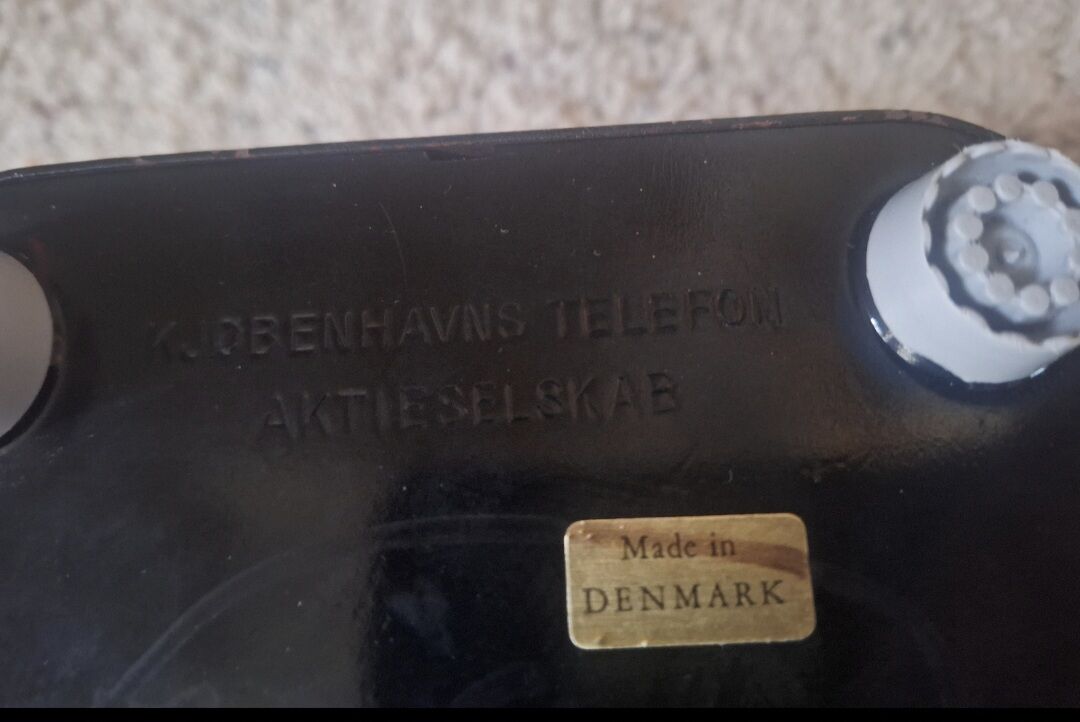 KJØBENHAVNS TELEFON
AKTIESELSKAB
Made in
DENMARK